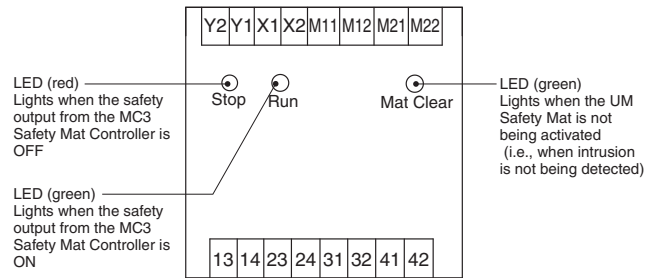 Y2 Y1 X1 X2 M11 M12 M21 M22
LED (red)
Lights when the safety
output from the MC3
Safety Mat Controller is
OFF
Stop
Run
Mat Clear
LED (green)
Lights when the UM
Safety Mat is not
being activated
(i.e., when intrusion
is not being detected)
LED (green)
Lights when the safety
output from the MC3
Safety Mat Controller is
ON
13 14 23 24 31 32 41 42